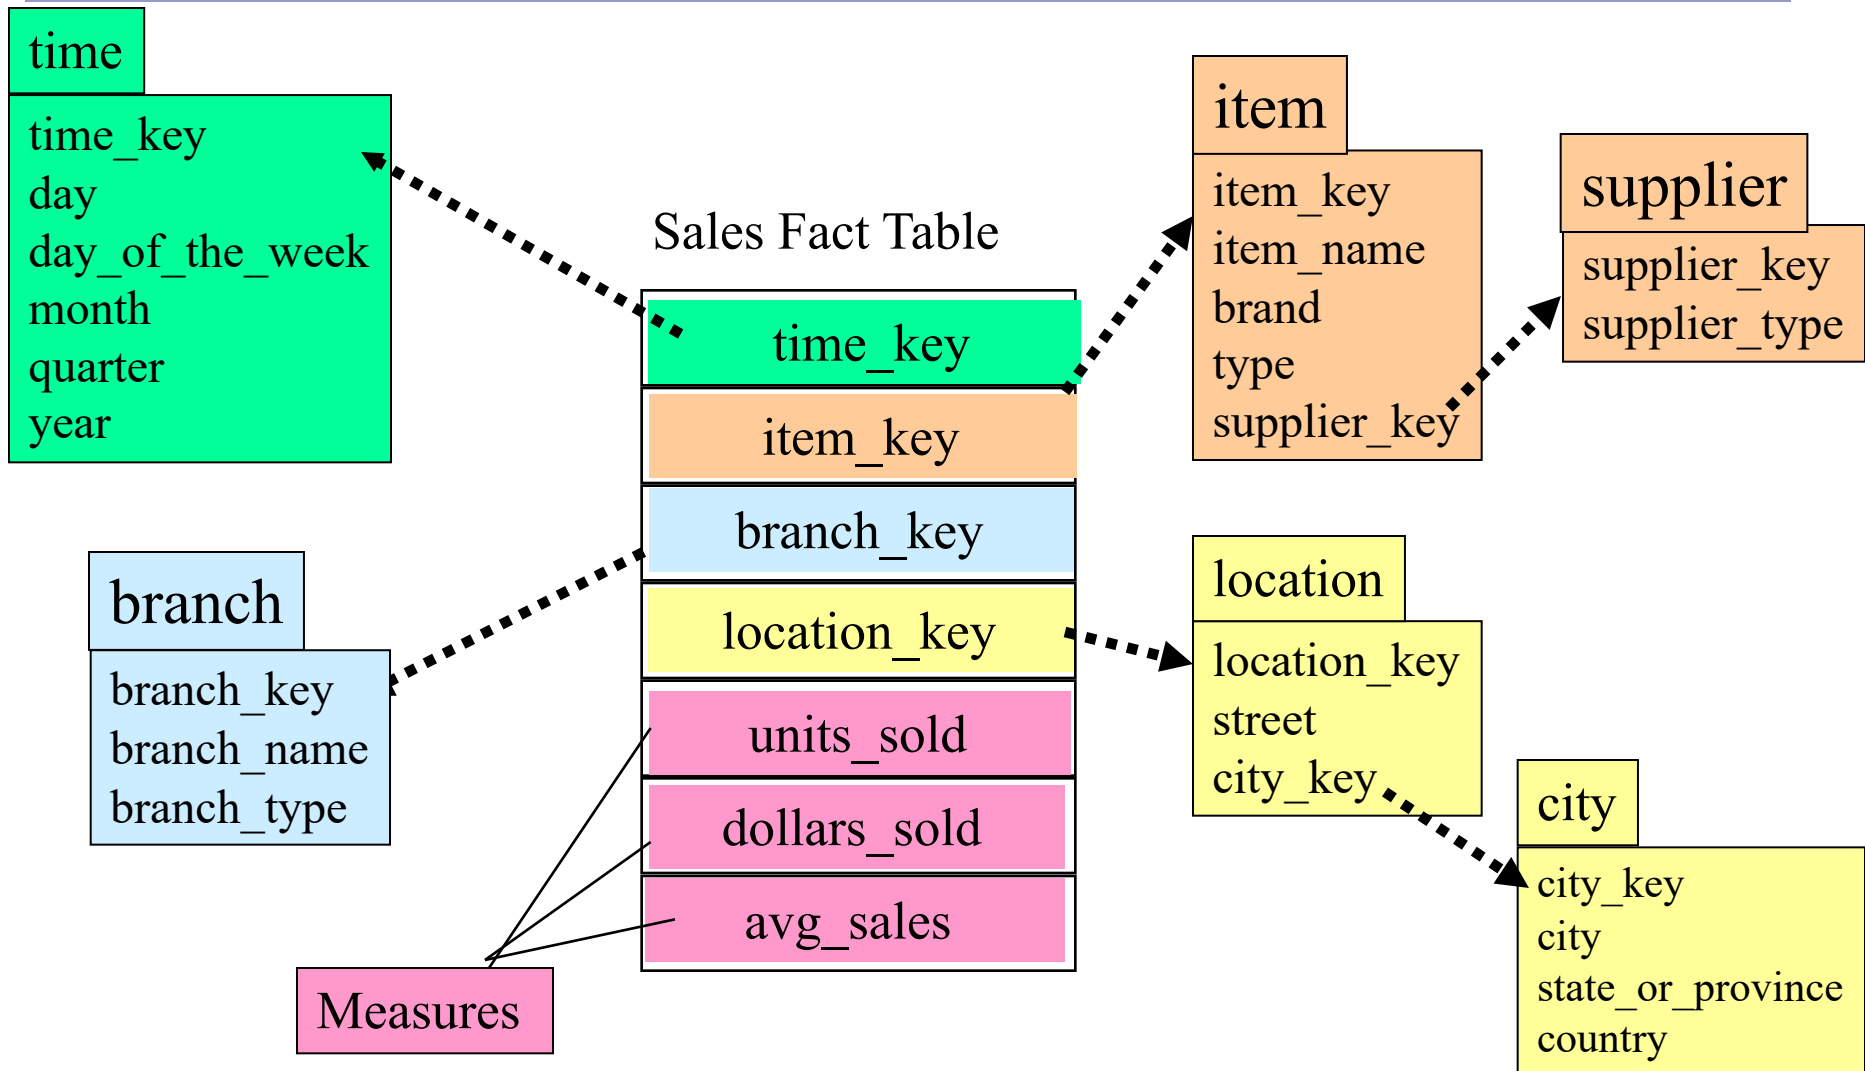 time
time_key
day
day_of_the_week
month
quarter
year
Sales Fact Table
time_key
item_key
branch_key
location_key
units_sold
dollars_sold
avg_sales
Measures
branch
branch_key
branch_name
branch_type
item
item_key
item_name
brand
type
supplier_key
supplier
supplier_key
supplier_type
location
location_key
street
city_key
city
city_key
city
state_or_province
country